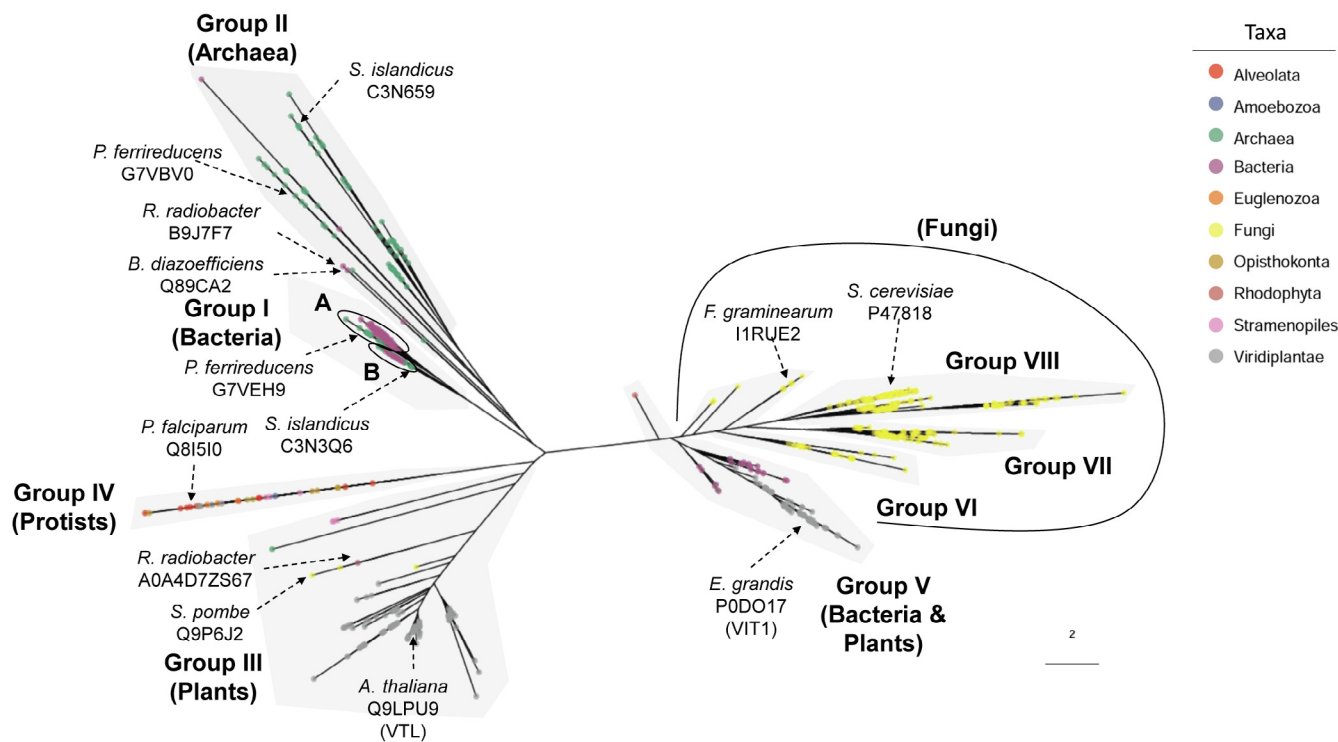 Group II
(Archaea)
S. islandicus
C3N659
P. ferrireducens
G7VBV0
R. radiobacter
B9J7F7
B. diazoefficiens
Q89CA2
Group I
(Bacteria)
A
P. ferrireducens
G7VEH9
B
S. islandicus
C3N3Q6
P. falciparum
Q8I5I0
Group IV
(Protists)
R. radiobacter
A0A4D7ZS67
S. pombe
Q9P6J2
Group III
(Plants)
A. thaliana
Q9LPU9
(VTL)
(Fungi)
F. graminearum
I1RUE2
S. cerevisiae
P47818
Group VIII
Group VII
Group VI
E. grandis
P0DO17
(VIT1)
Group V
(Bacteria &
Plants)
2
Taxa
Alveolata
Amoebozoa
Archaea
Bacteria
Euglenozoa
Fungi
Opisthokonta
Rhodophyta
Stramenopiles
Viridiplantae